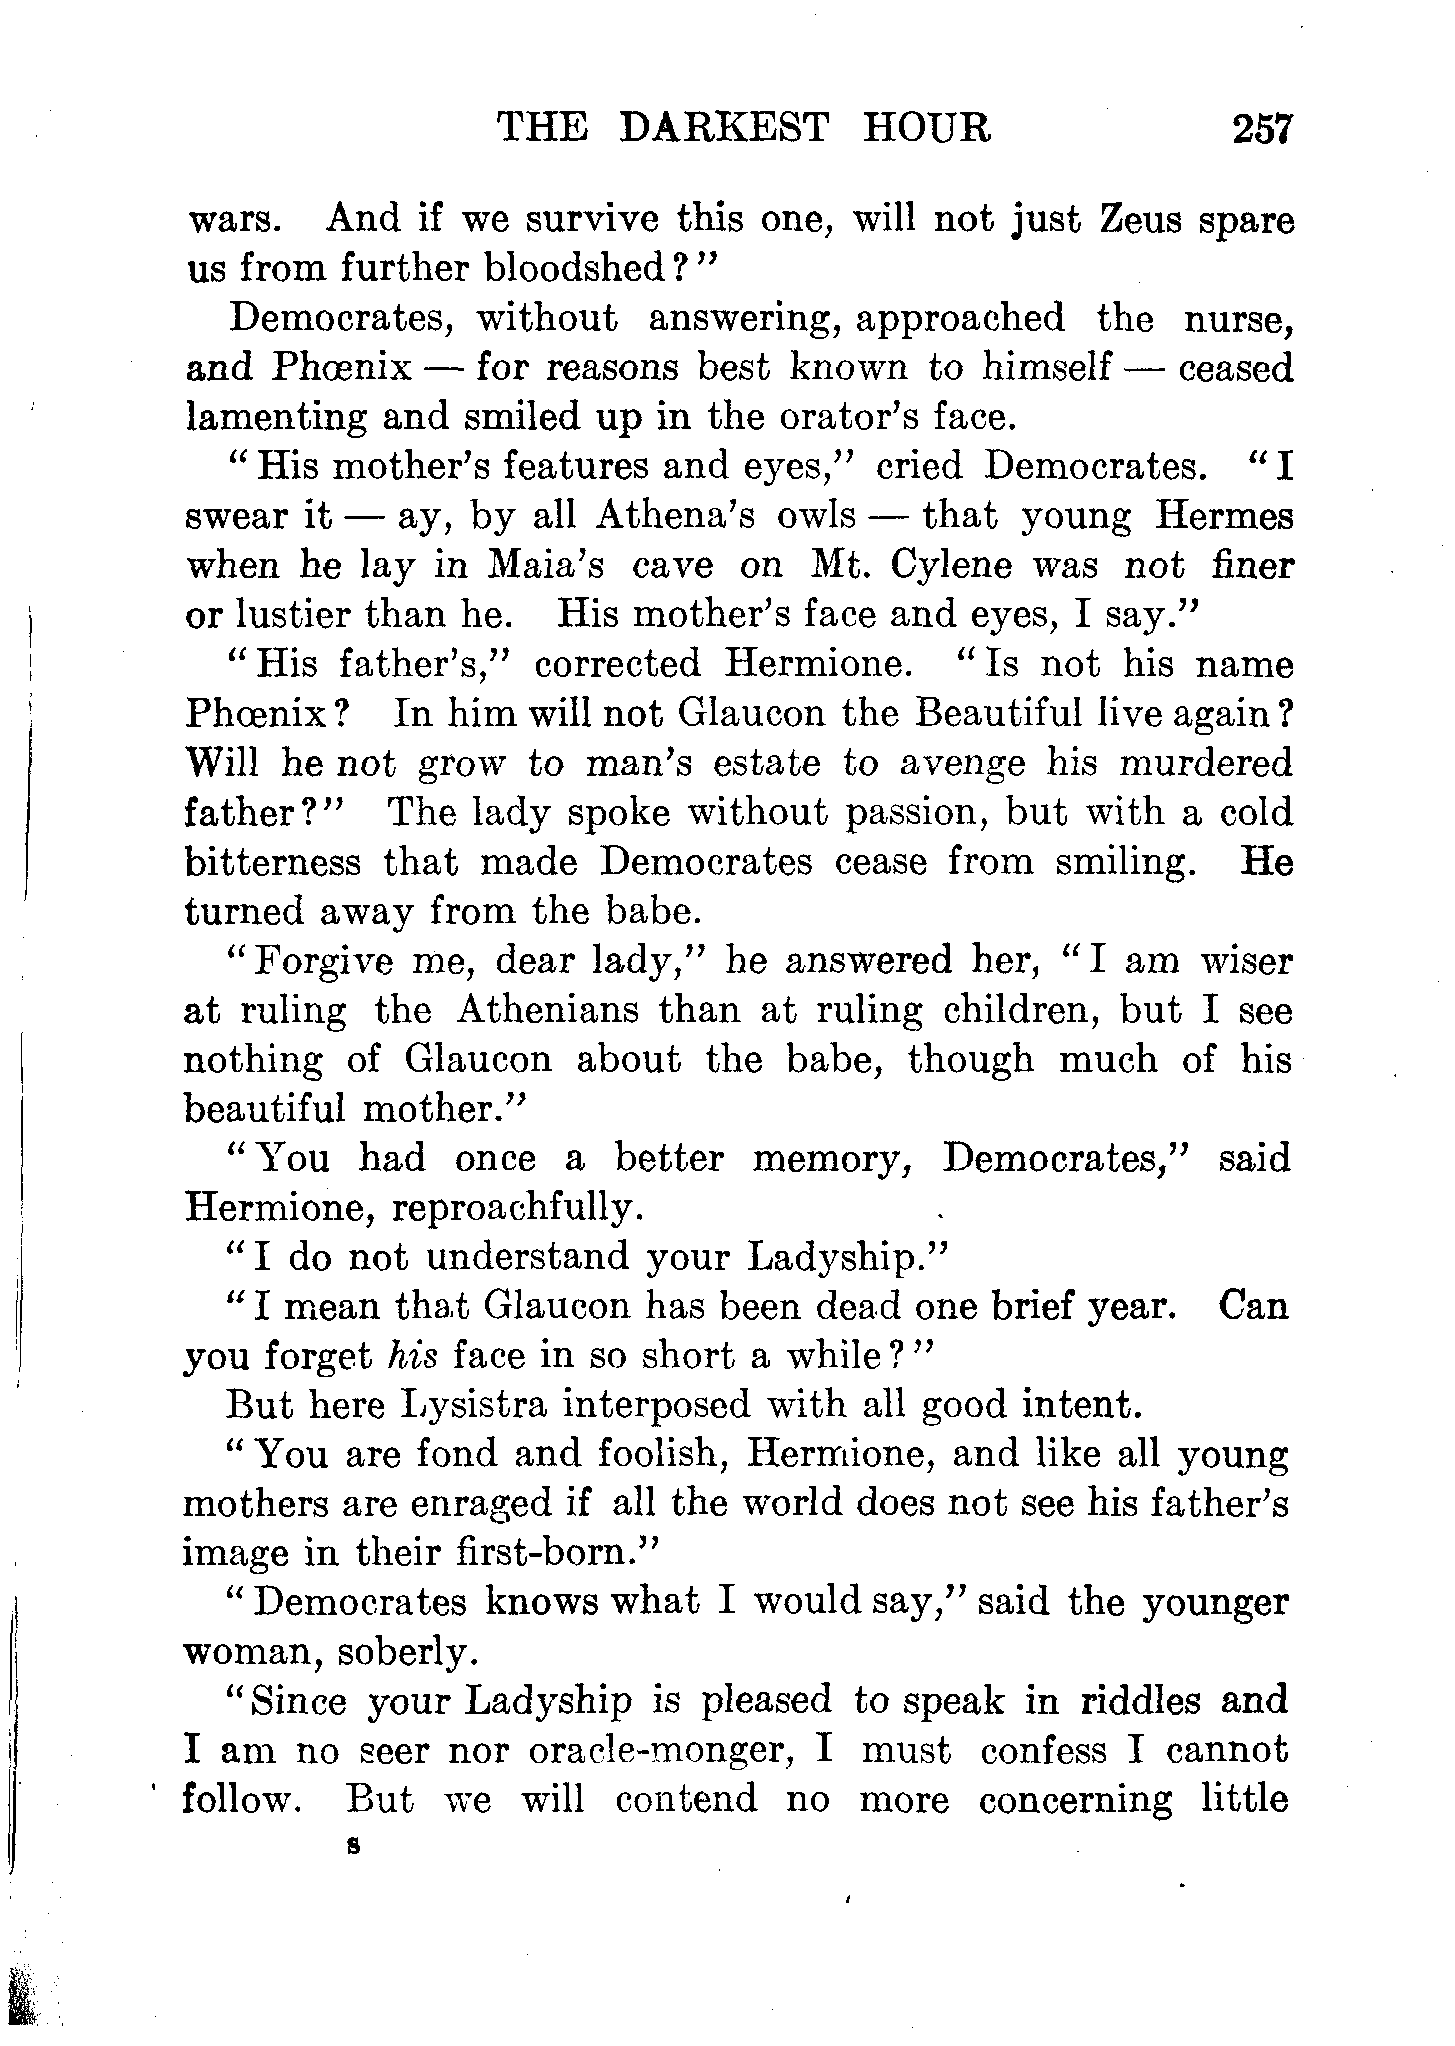 THE DARKEST HOUR 257
wars. And if we survive this one, will not just Zeus spare
us from further bloodshed?”
Democrates, without answering, approached the nurse,
and Phœnix — for reasons best known to himself — ceased
lamenting and smiled up in the orator’s face.
“His mother’s features and eyes,” cried Democrates. “I
swear it — ay, by all Athena’s owls — that young Hermes
when he lay in Maia’s cave on Mt. Cylene was not finer
or lustier than he. His mother’s face and eyes, I say.”
“His father’s,” corrected Hermione. “Is not his name
Phœnix? In him will not Glaucon the Beautiful live again?
Will he not grow to man’s estate to avenge his murdered
father?” The lady spoke without passion, but with a cold
bitterness that made Democrates cease from smiling. He
turned away from the babe.
“Forgive me, dear lady,” he answered her, “I am wiser
at ruling the Athenians than at ruling children, but I see
nothing of Glaucon about the babe, though much of his
beautiful mother.”
“You had once a better memory, Democrates,” said
Hermione, reproachfully.
“I do not understand your Ladyship.”
“I mean that Glaucon has been dead one brief year. Can
you forget his face in so short a while?”
But here Lysistra interposed with all good intent.
“You are fond and foolish, Hermione, and like all young
mothers are enraged if all the world does not see his father’s
image in their first-born.”
“Democrates knows what I would say,” said the younger
woman, soberly.
“Since your Ladyship is pleased to speak in riddles and
I am no seer nor oracle-monger, I must confess I cannot
follow. But we will contend no more concerning little
s